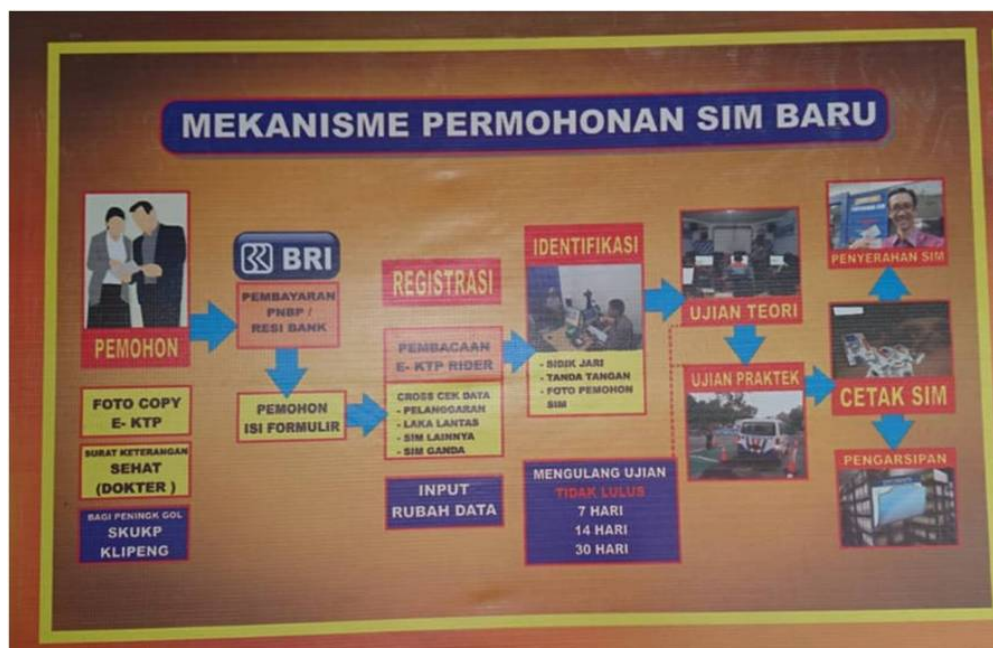 MEKANISME PERMOHONAN SIM BARU
PEMOHON
FOTO COPY
E- KTP
SURAT KETERANGAN
SEHAT
(DOKTER )
BAGI PENINGK GOL
SKUKP
KLIPENG
BRI
PEMBAYARAN
PNBP /
RESI BANK
PEMOHON
ISI FORMULIR
REGISTRASI
PEMBACAAN
E- KTP RIDER
CROSS CEK DATA
- PELANGGARAN
- LAKA LANTAS
- SIM LAINNYA
- SIM GANDA
INPUT
RUBAH DATA
IDENTIFIKASI
- SIDIK JARI
- TANDA TANGAN
- FOTO PEMOHON
SIM
MENGULANG UJIAN
TIDAK LULUS
7 HARI
14 HARI
30 HARI
UJIAN TEORI
UJIAN PRAKTEK
PENYERAHAN SIM
CETAK SIM
PENGARSIPAN